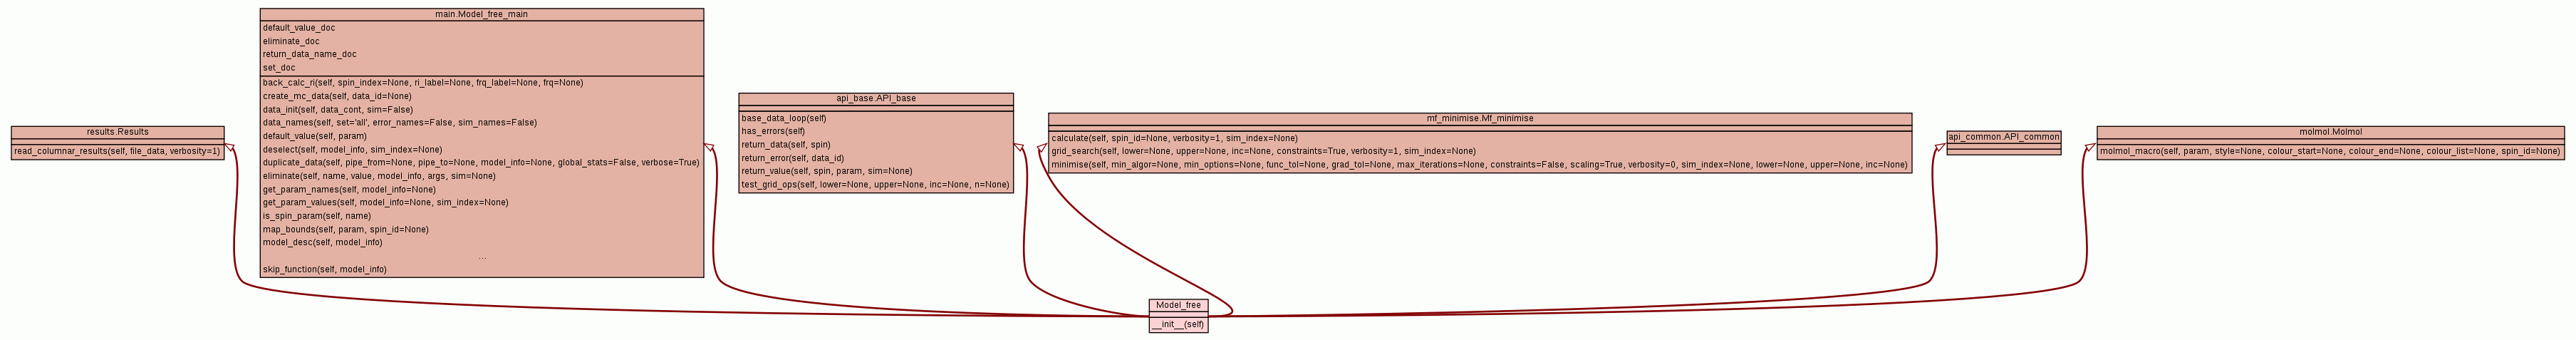 results.Results
read_columnar_results(self, file_data, verbosity=1)
main.Model_free_main
default_value_doc
eliminate_doc
return_data_name_doc
set_doc
back_calc_ri(self, spin_index=None, ri_label=None, frq_label=None, frq=None)
create_mc_data(self, data_id=None)
data_init(self, data_cont, sim=False)
data_names(self, set='all', error_names=False, sim_names=False)
default_value(self, param)
deselect(self, model_info, sim_index=None)
duplicate_data(self, pipe_from=None, pipe_to=None, model_info=None, global_stats=False, verbose=True)
eliminate(self, name, value, model_info, args, sim=None)
get_param_names(self, model_info=None)
get_param_values(self, model_info=None, sim_index=None)
is_spin_param(self, name)
map_bounds(self, param, spin_id=None)
model_desc(self, model_info)
...
skip_function(self, model_info)
api_base.API_base
base_data_loop(self)
has_errors(self)
return_data(self, spin)
return_error(self, data_id)
return_value(self, spin, param, sim=None)
test_grid_ops(self, lower=None, upper=None, inc=None, n=None)
mf_minimise.Mf_minimise
calculate(self, spin_id=None, verbosity=1, sim_index=None)
grid_search(self, lower=None, upper=None, inc=None, constraints=True, verbosity=1, sim_index=None)
minimise(self, min_algor=None, min_options=None, func_tol=None, grad_tol=None, max_iterations=None, constraints=False, scaling=True, verbosity=0, sim_index=None, lower=None, upper=None, inc=None)
api_common.API_common
molmol.Molmol
molmol_macro(self, param, style=None, colour_start=None, colour_end=None, colour_list=None, spin_id=None)
Model_free
__init__(self)